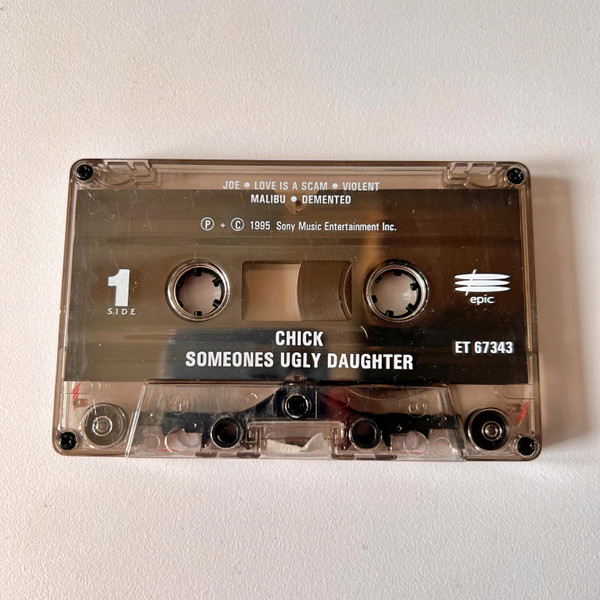 JOE • LOVE IS A SCAM • VIOLENT
MALIBU • DEMENTED
Ⓟ + © 1995 Sony Music Entertainment Inc.
1
S.I.D.E
epic
CHICK
SOMEONES UGLY DAUGHTER
ET 67343